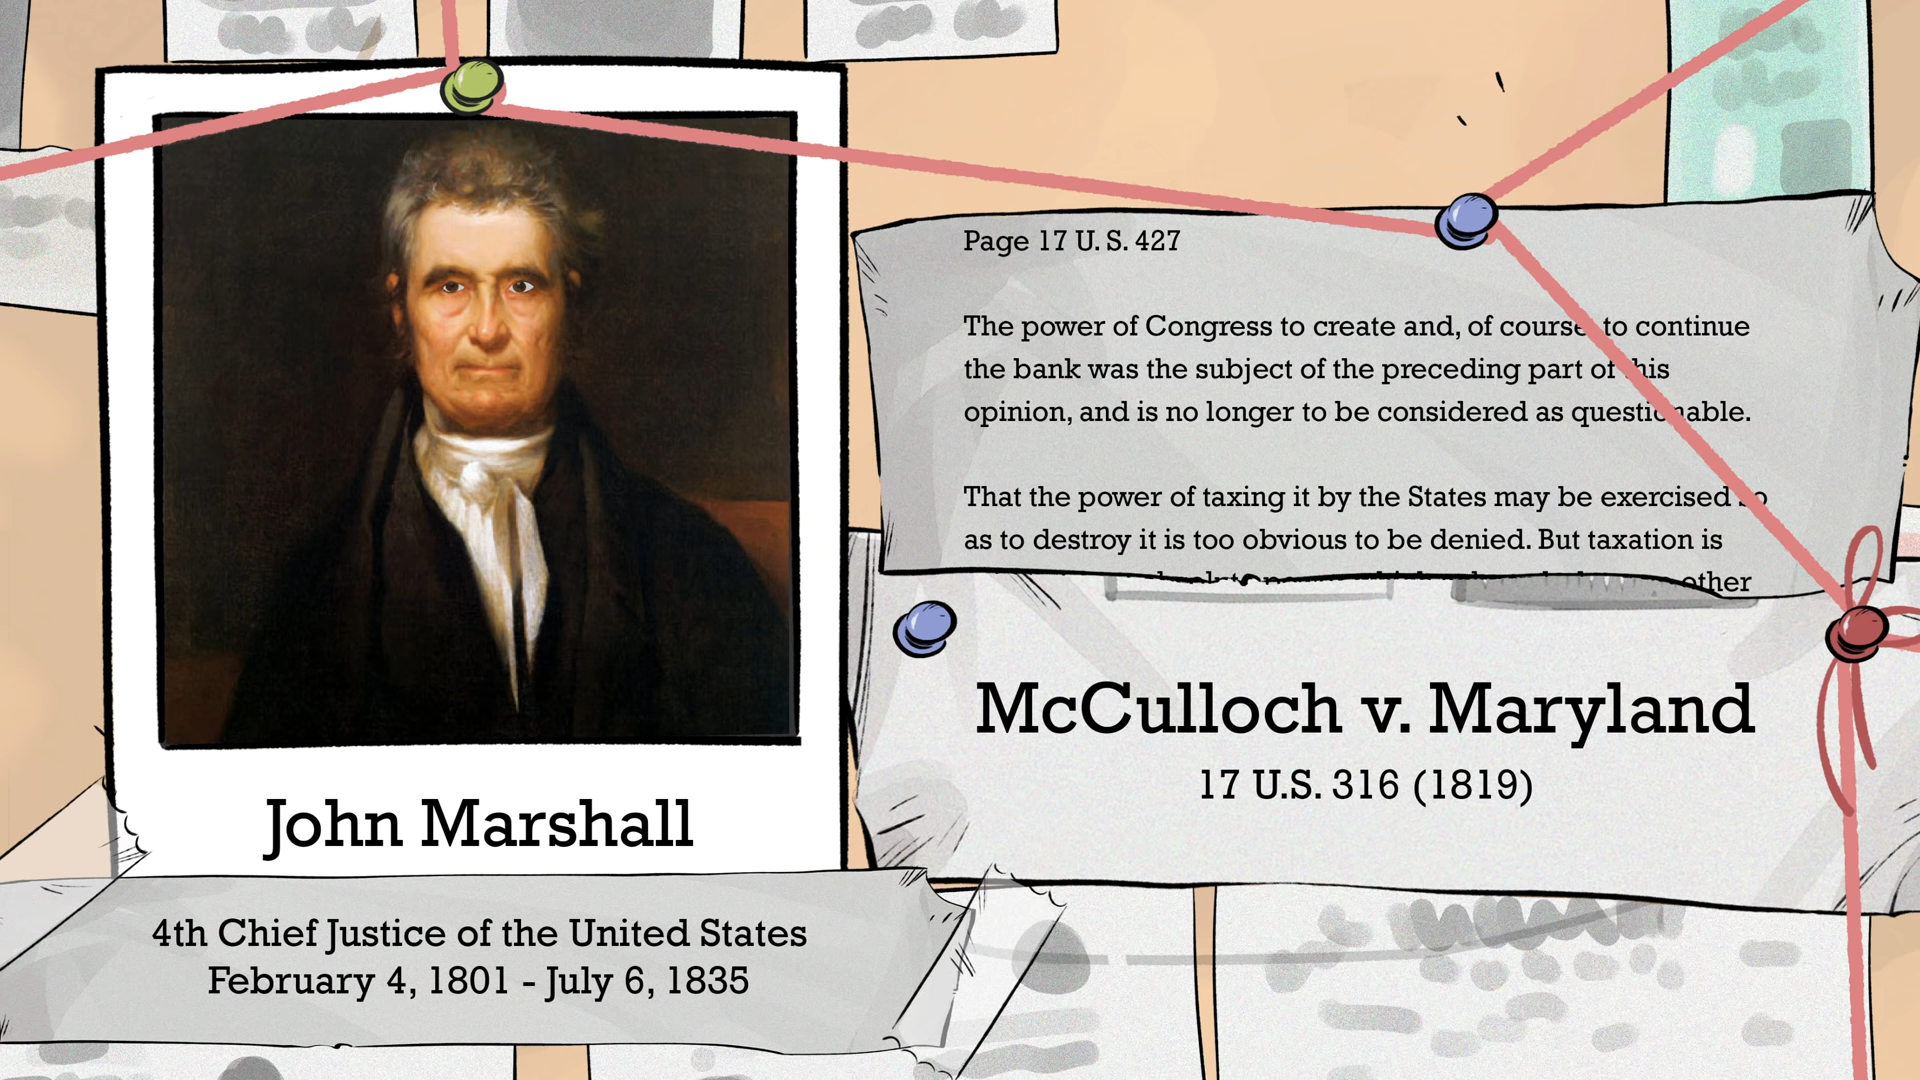 John Marshall
4th Chief Justice of the United States
February 4, 1801 - July 6, 1835
Page 17 U. S. 427
The power of Congress to create and, of course, to continue
the bank was the subject of the preceding part of this
opinion, and is no longer to be considered as questionable.
That the power of taxing it by the States may be exercised so
as to destroy it is too obvious to be denied. But taxation is
other
McCulloch v. Maryland
17 U.S. 316 (1819)